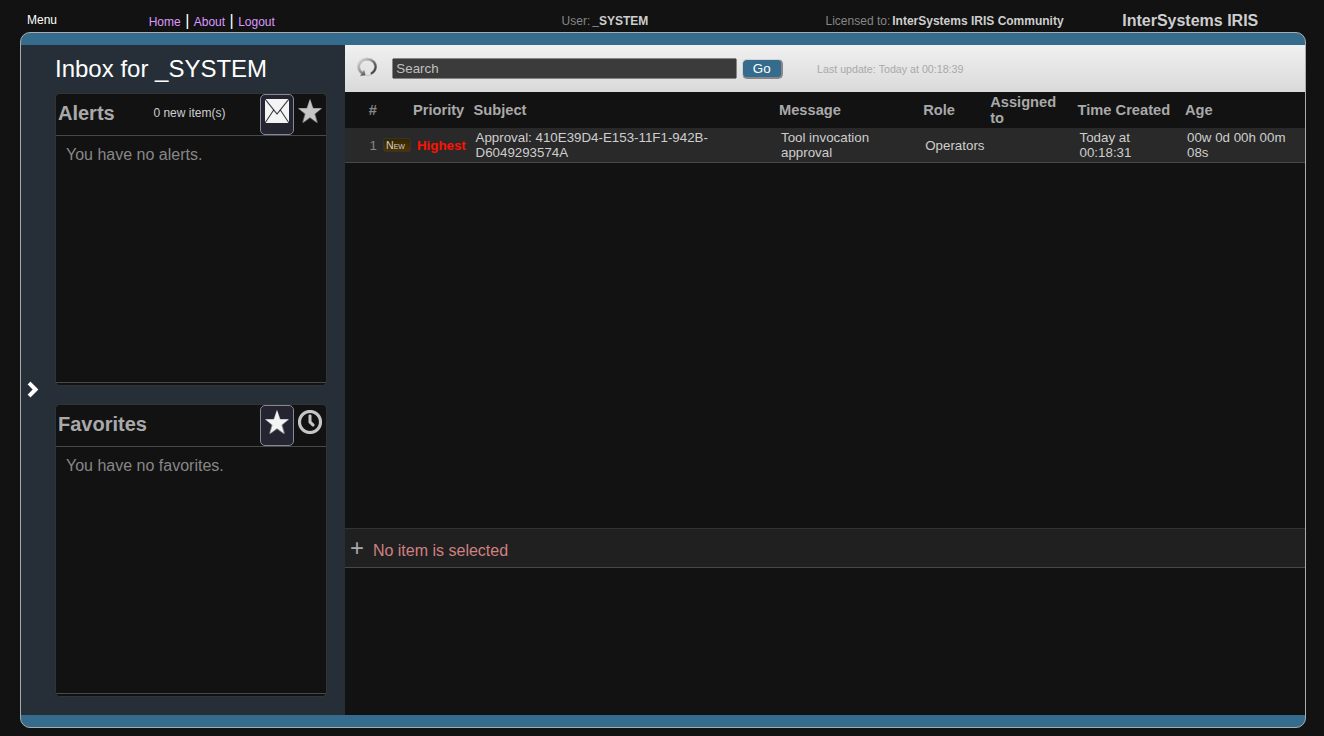 Menu Home | About | Logout User: _SYSTEM Licensed to: InterSystems IRIS Community InterSystems IRIS
Inbox for _SYSTEM
Search Go Last update: Today at 00:18:39
Alerts 0 new item(s)
You have no alerts.
# Priority Subject Message Role Assigned to Time Created Age
1 New Highest Approval: 410E39D4-E153-11F1-942B-D6049293574A Tool invocation approval Operators Today at 00:18:31 00w 0d 00h 00m 08s
Favorites
You have no favorites.
+ No item is selected